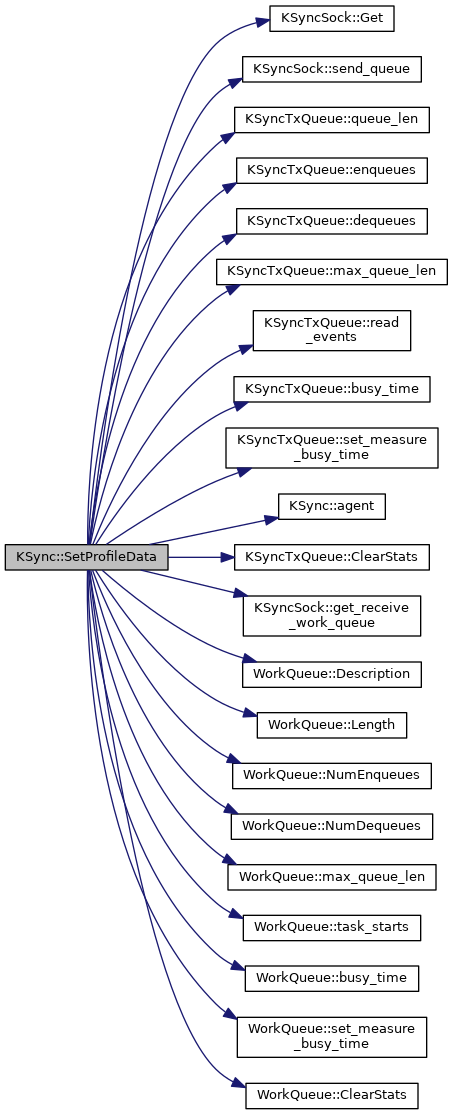 KSyncSock::Get
KSyncSock::send_queue
KSyncTxQueue::queue_len
KSyncTxQueue::enqueues
KSyncTxQueue::dequeues
KSyncTxQueue::max_queue_len
KSyncTxQueue::read
_events
KSyncTxQueue::busy_time
KSyncTxQueue::set_measure
_busy_time
KSync::agent
KSync::SetProfileData
KSyncTxQueue::ClearStats
KSyncSock::get_receive
_work_queue
WorkQueue::Description
WorkQueue::Length
WorkQueue::NumEnqueues
WorkQueue::NumDequeues
WorkQueue::max_queue_len
WorkQueue::task_starts
WorkQueue::busy_time
WorkQueue::set_measure
_busy_time
WorkQueue::ClearStats